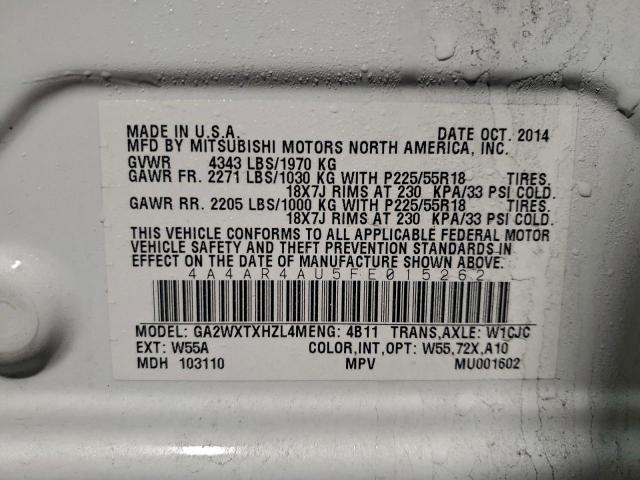 MADE IN U.S.A. DATE OCT. 2014
MFD BY MITSUBISHI MOTORS NORTH AMERICA, INC.
GVWR 4343 LBS/1970 KG
GAWR FR. 2271 LBS/1030 KG WITH P225/55R18 TIRES.
18X7J RIMS AT 230 KPA/33 PSI COLD.
GAWR RR. 2205 LBS/1000 KG WITH P225/55R18 TIRES.
18X7J RIMS AT 230 KPA/33 PSI COLD.
THIS VEHICLE CONFORMS TO ALL APPLICABLE FEDERAL MOTOR
VEHICLE SAFETY AND THEFT PREVENTION STANDARDS IN
EFFECT ON THE DATE OF MANUFACTURE SHOWN ABOVE.
4A4AR4AU5FE015262
MODEL: GA2WXTXHZL4MENG: 4B11 TRANS,AXLE: W1CJC
EXT: W55A COLOR,INT,OPT: W55,72X,A10
MDH 103110 MPV MU001602